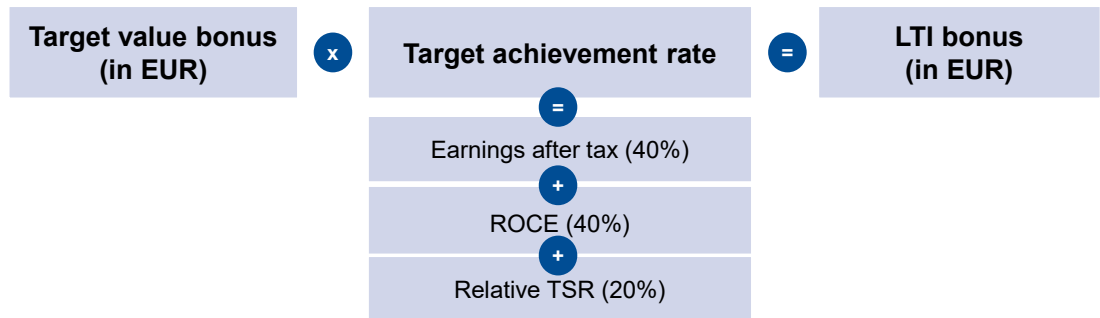 Target value bonus
(in EUR)
x
Target achievement rate
=
LTI bonus
(in EUR)
=
Earnings after tax (40%)
+
ROCE (40%)
+
Relative TSR (20%)